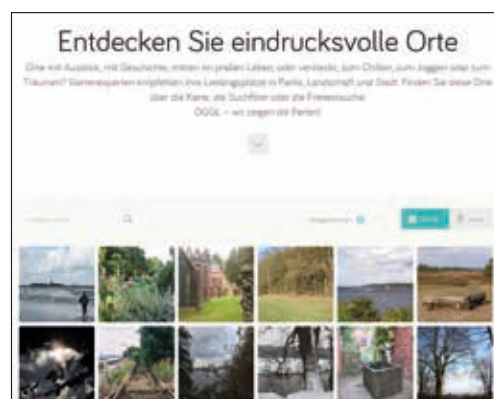 Entdecken Sie eindrucksvolle Orte
Orte mit Ausblick, mit Geschichte, mitten im prallen Leben, oder versteckt, zum Chillen, zum Joggen oder zum
Träumen? Gartenexperten empfehlen ihre Lieblingsplätze in Parks, Landschaft und Stadt. Finden Sie diese Orte
über die Karte, die Suchfilter oder die Freitextsuche.
DGGL – wir zeigen die Perlen!